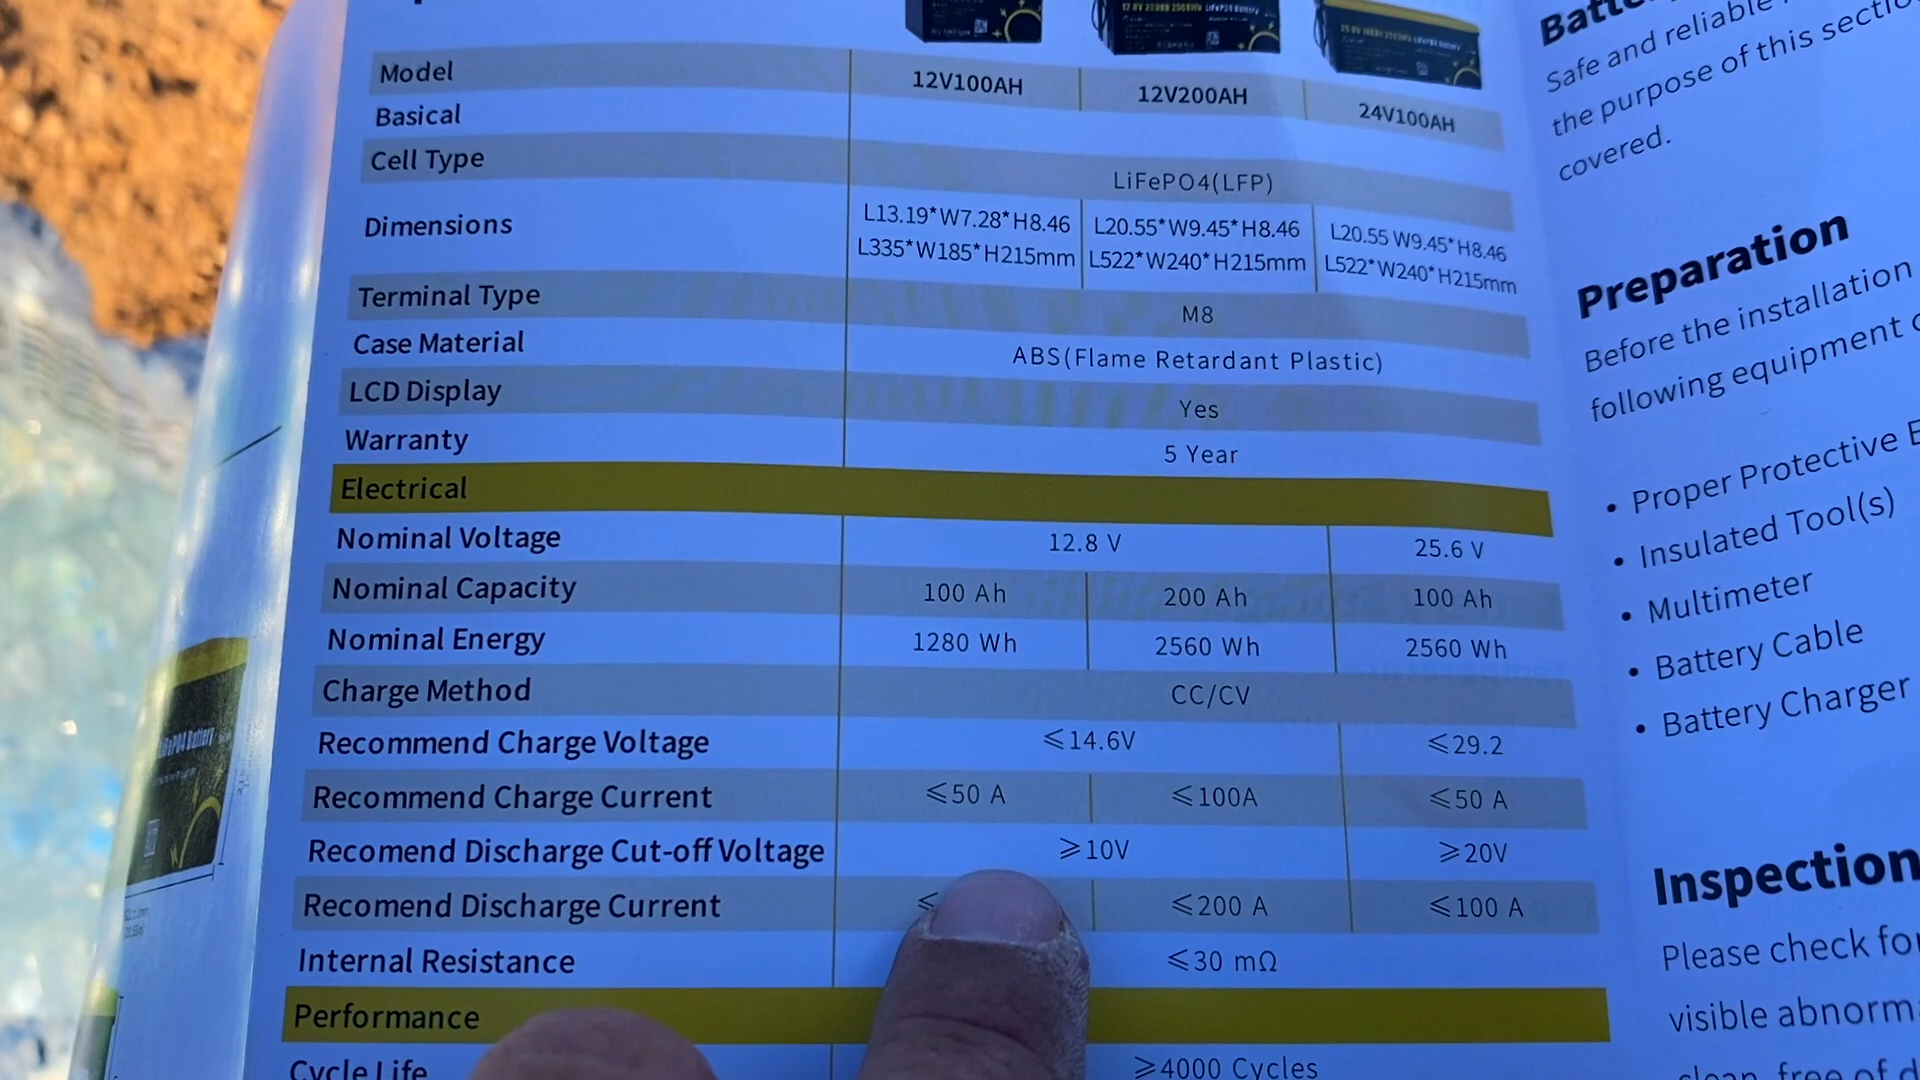 Model 12V100AH 12V200AH 24V100AH
Basical
Cell Type LiFePO4(LFP)
Dimensions L13.19*W7.28*H8.46 L20.55*W9.45*H8.46 L20.55 W9.45*H8.46
L335*W185*H215mm L522*W240*H215mm L522*W240*H215mm
Terminal Type M8
Case Material ABS(Flame Retardant Plastic)
LCD Display Yes
Warranty 5 Year
Electrical
Nominal Voltage 12.8 V 25.6 V
Nominal Capacity 100 Ah 200 Ah 100 Ah
Nominal Energy 1280 Wh 2560 Wh 2560 Wh
Charge Method CC/CV
Recommend Charge Voltage ⩽14.6V ⩽29.2
Recommend Charge Current ⩽50 A ⩽100A ⩽50 A
Recomend Discharge Cut-off Voltage ⩾10V ⩾20V
Recomend Discharge Current ⩽ ⩽200 A ⩽100 A
Internal Resistance ⩽30 mΩ
Performance
Cycle Life ⩾4000 Cycles
Safe and reliable
the purpose of this
covered.
Preparation
Before the installation
following equipment
• Proper Protective
• Insulated Tool(s)
• Multimeter
• Battery Cable
• Battery Charger
Inspection
Please check
visible
LiFePO4 Battery